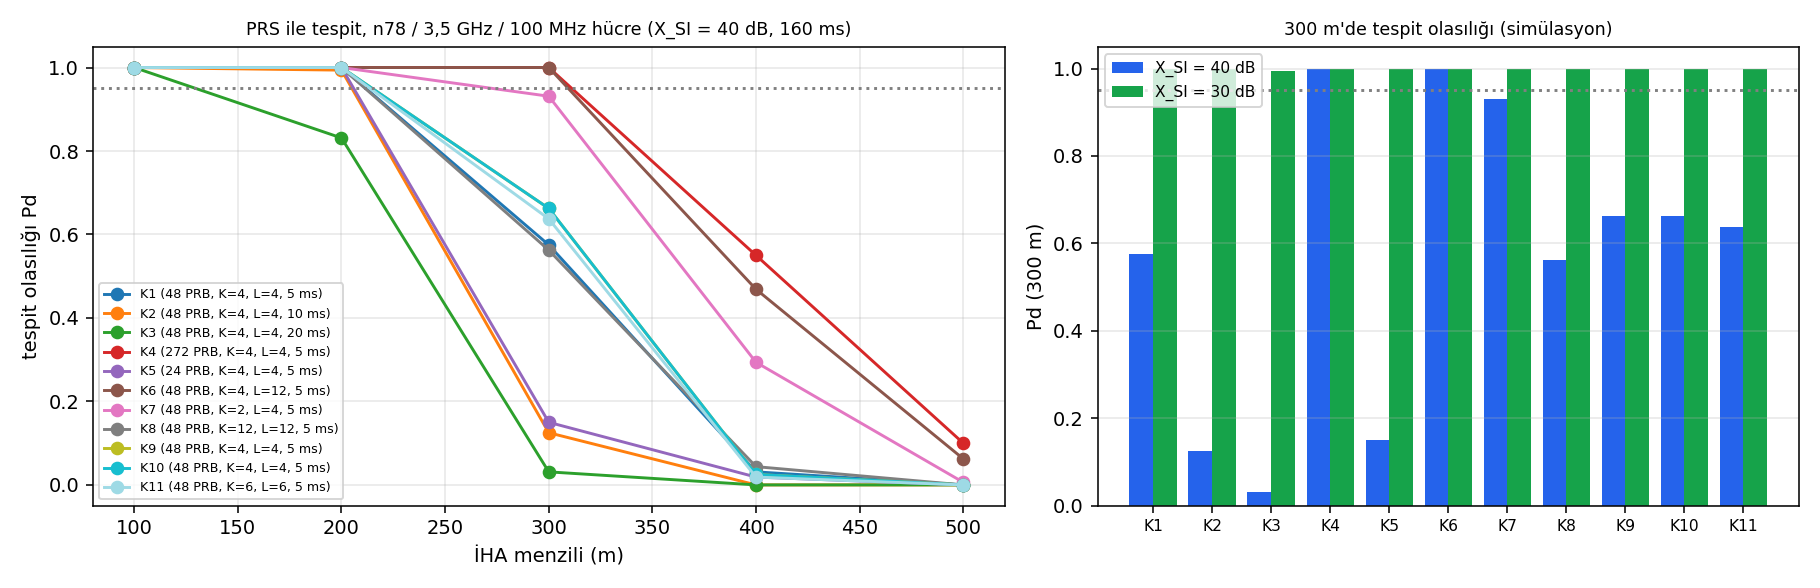 PRS ile tespit, n78 / 3,5 GHz / 100 MHz hücre (X_SI = 40 dB, 160 ms)
tespit olasılığı Pd
1.0
0.8
0.6
0.4
0.2
0.0
K1 (48 PRB, K=4, L=4, 5 ms)
K2 (48 PRB, K=4, L=4, 10 ms)
K3 (48 PRB, K=4, L=4, 20 ms)
K4 (272 PRB, K=4, L=4, 5 ms)
K5 (24 PRB, K=4, L=4, 5 ms)
K6 (48 PRB, K=4, L=12, 5 ms)
K7 (48 PRB, K=2, L=4, 5 ms)
K8 (48 PRB, K=12, L=12, 5 ms)
K9 (48 PRB, K=4, L=4, 5 ms)
K10 (48 PRB, K=4, L=4, 5 ms)
K11 (48 PRB, K=6, L=6, 5 ms)
100 150 200 250 300 350 400 450 500
İHA menzili (m)
300 m'de tespit olasılığı (simülasyon)
Pd (300 m)
1.0
0.8
0.6
0.4
0.2
0.0
X_SI = 40 dB
X_SI = 30 dB
K1 K2 K3 K4 K5 K6 K7 K8 K9 K10 K11